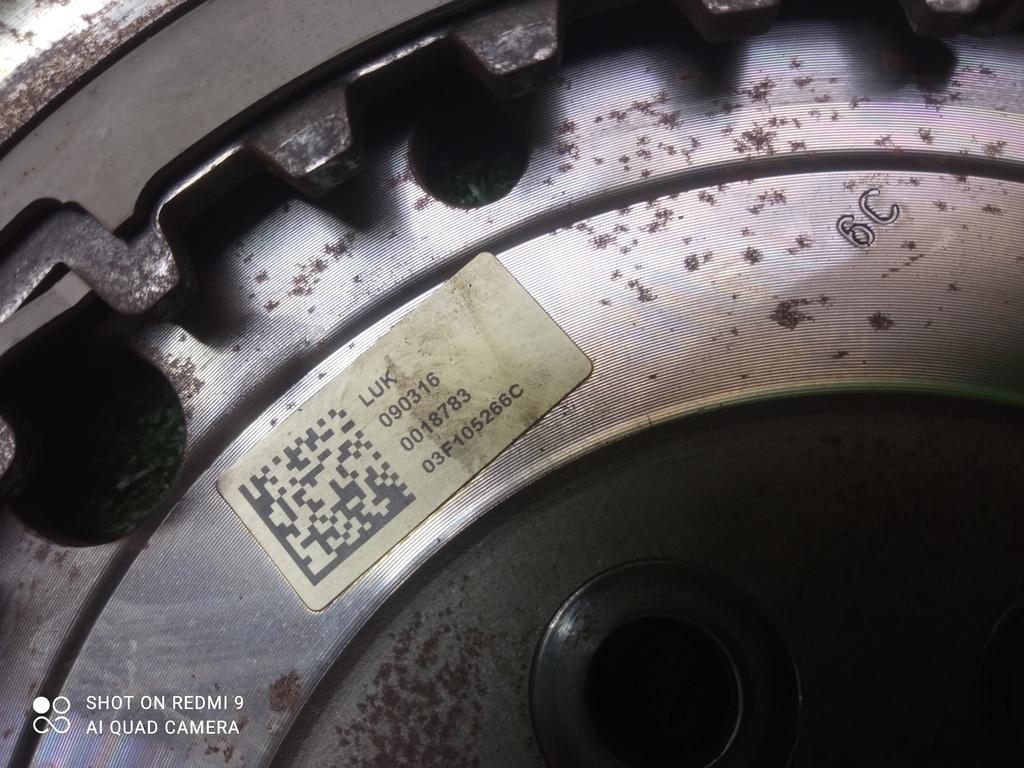 6C
LUK
090316
0018783
03F105266C
SHOT ON REDMI 9
AI QUAD CAMERA